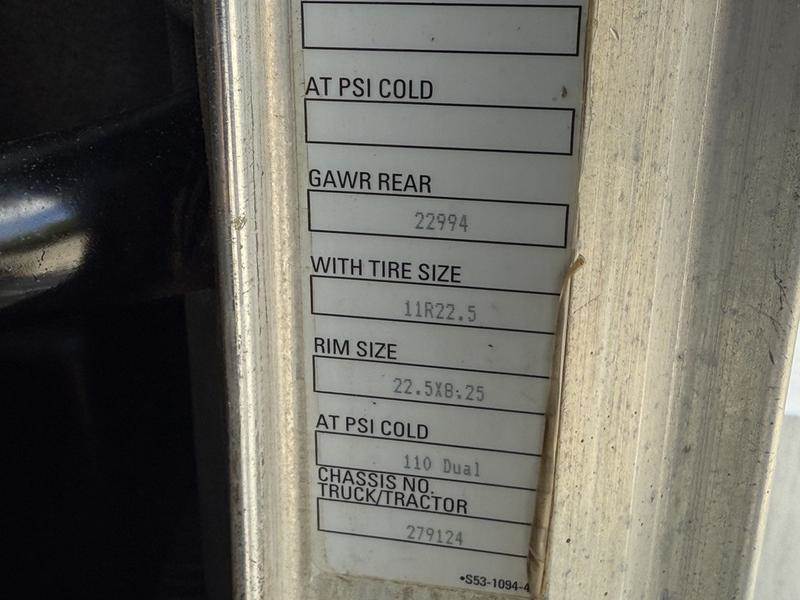 AT PSI COLD
GAWR REAR
22994
WITH TIRE SIZE
11R22.5
RIM SIZE
22.5X8.25
AT PSI COLD
110 Dual
CHASSIS NO.
TRUCK/TRACTOR
279124
•S53-1094-4